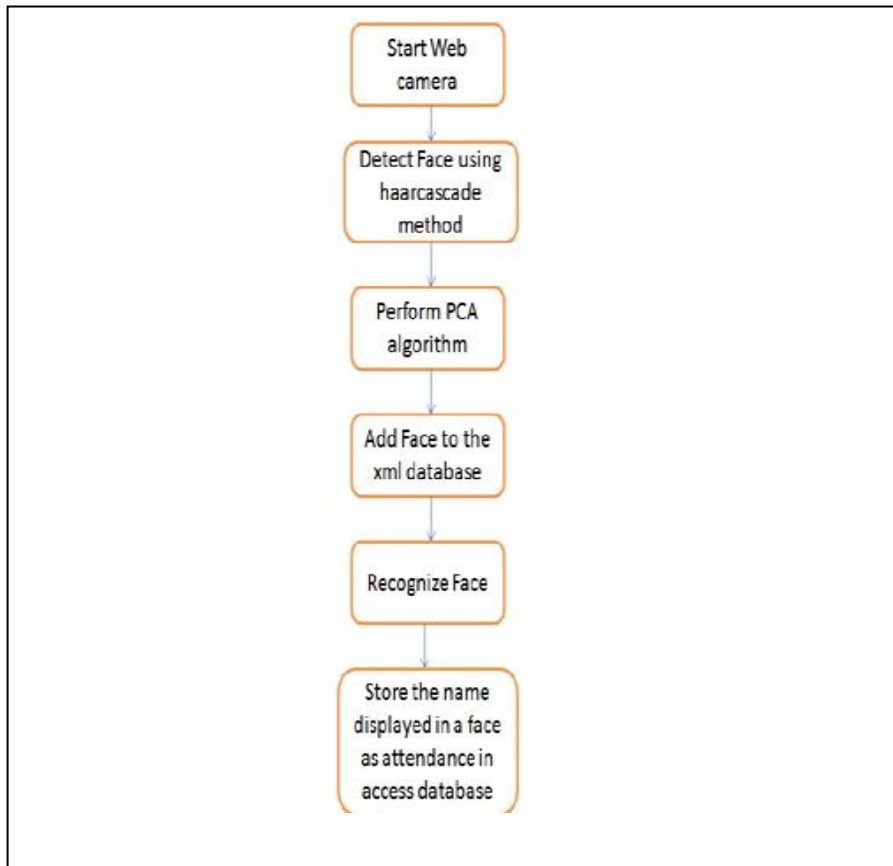 Start Web
camera
Detect Face using
haarcascade
method
Perform PCA
algorithm
Add Face to the
xml database
Recognize Face
Store the name
displayed in a face
as attendance in
access database